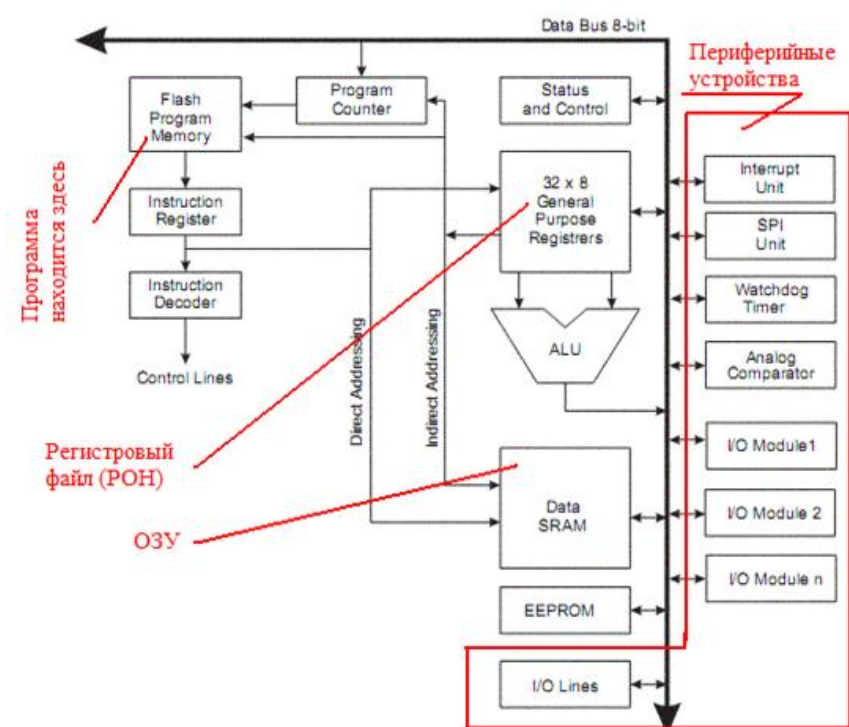 Data Bus 8-bit
Периферийные
устройства
Flash
Program
Memory
Program
Counter
Status
and Control
Interrupt
Unit
32 x 8
General
Purpose
Registrers
Instruction
Register
SPI
Unit
Программа
находится здесь
Instruction
Decoder
Watchdog
Timer
ALU
Analog
Comparator
Control Lines
Direct Addressing
Indirect Addressing
Регистровый
файл (РОН)
I/O Module1
ОЗУ
Data
SRAM
I/O Module 2
I/O Module n
EEPROM
I/O Lines